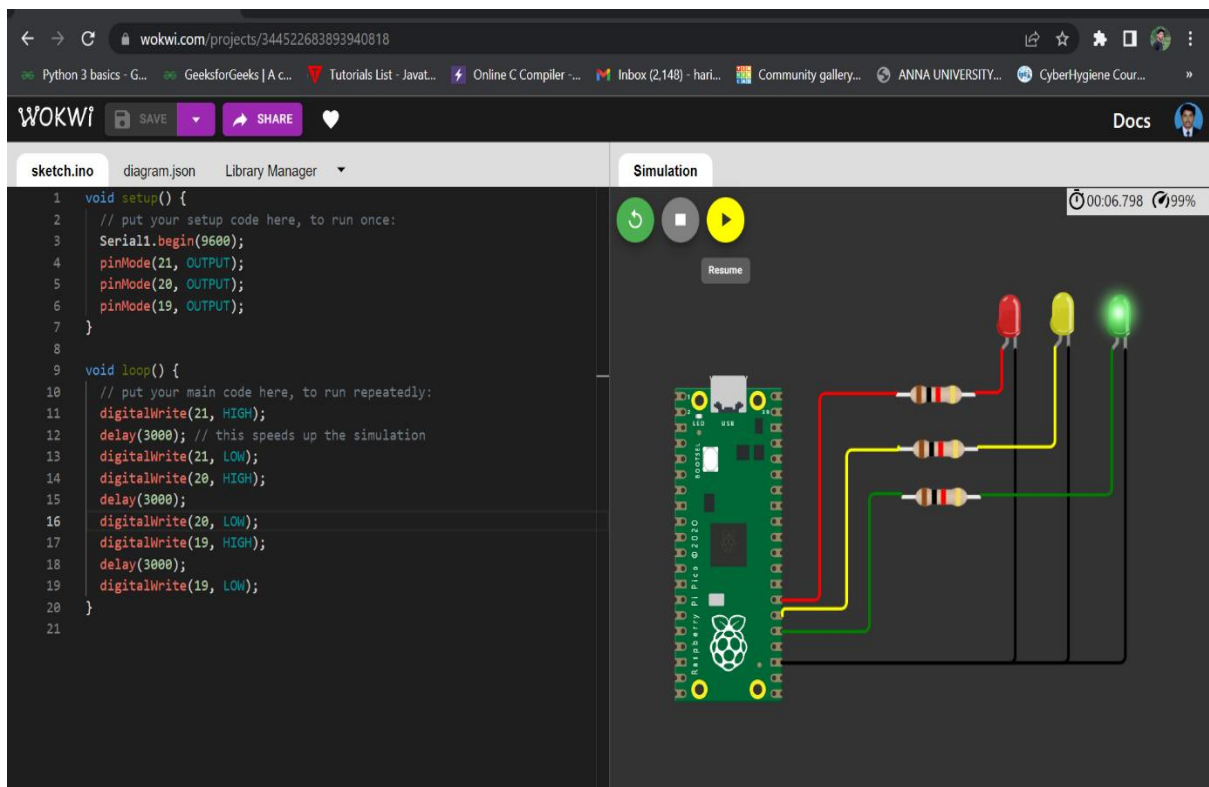 wokwi.com/projects/344522683893940818
Python 3 basics - G... GeeksforGeeks | A c... Tutorials List - Javat... Online C Compiler -... Inbox (2,148) - hari... Community gallery... ANNA UNIVERSITY... CyberHygiene Cour... »
WOKWi SAVE SHARE Docs
sketch.ino diagram.json Library Manager
1 void setup() {
2 // put your setup code here, to run once:
3 Serial1.begin(9600);
4 pinMode(21, OUTPUT);
5 pinMode(20, OUTPUT);
6 pinMode(19, OUTPUT);
7 }
8
9 void loop() {
10 // put your main code here, to run repeatedly:
11 digitalWrite(21, HIGH);
12 delay(3000); // this speeds up the simulation
13 digitalWrite(21, LOW);
14 digitalWrite(20, HIGH);
15 delay(3000);
16 digitalWrite(20, LOW);
17 digitalWrite(19, HIGH);
18 delay(3000);
19 digitalWrite(19, LOW);
20 }
21
Simulation
00:06.798 99%
Resume
1
2
39
LED USB
BOOTSEL
Raspberry Pi Pico ©2020